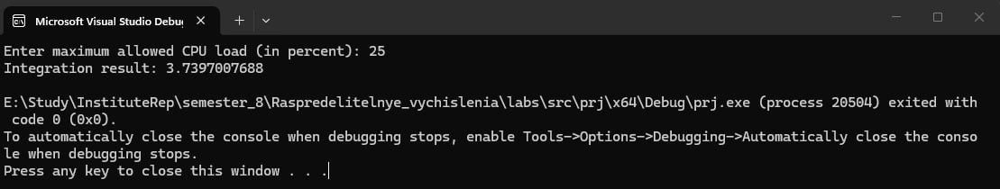 Microsoft Visual Studio Debug
Enter maximum allowed CPU load (in percent): 25
Integration result: 3.7397007688
E:\Study\InstituteRep\semester_8\Raspredelitelnye_vychislenia\labs\src\prj\x64\Debug\prj.exe (process 20504) exited with
code 0 (0x0).
To automatically close the console when debugging stops, enable Tools->Options->Debugging->Automatically close the conso
le when debugging stops.
Press any key to close this window . . .